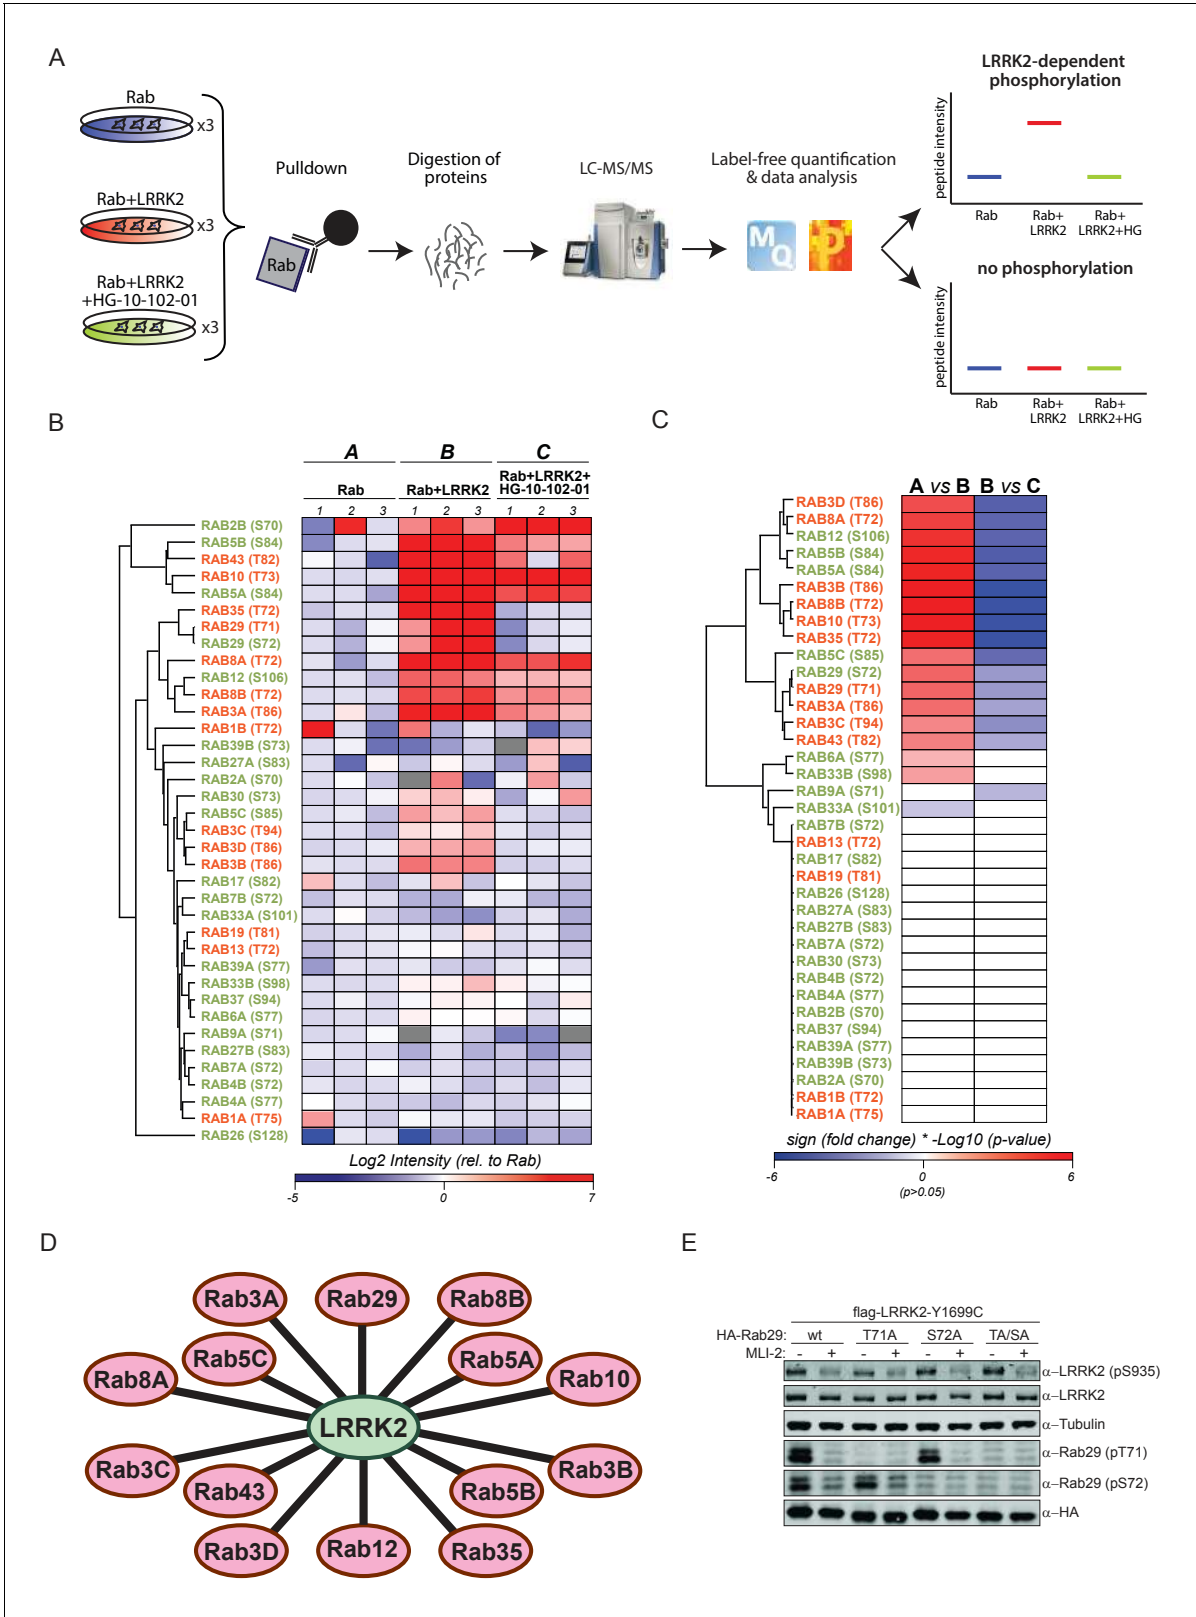 A
Rab
x3
Rab+LRRK2
x3
Rab+LRRK2
+HG-10-102-01
x3
Pulldown
Rab
Digestion of
proteins
LC-MS/MS
Label-free quantification
& data analysis
M
Q
P
LRRK2-dependent
phosphorylation
peptide intensity
Rab
Rab+
LRRK2
Rab+
LRRK2+HG
no phosphorylation
peptide intensity
Rab
Rab+
LRRK2
Rab+
LRRK2+HG
B
A B C
Rab
Rab+LRRK2
Rab+LRRK2+
HG-10-102-01
1 2 3 1 2 3 1 2 3
RAB2B (S70)
RAB5B (S84)
RAB43 (T82)
RAB10 (T73)
RAB5A (S84)
RAB35 (T72)
RAB29 (T71)
RAB29 (S72)
RAB8A (T72)
RAB12 (S106)
RAB8B (T72)
RAB3A (T86)
RAB1B (T72)
RAB39B (S73)
RAB27A (S83)
RAB2A (S70)
RAB30 (S73)
RAB5C (S85)
RAB3C (T94)
RAB3D (T86)
RAB3B (T86)
RAB17 (S82)
RAB7B (S72)
RAB33A (S101)
RAB19 (T81)
RAB13 (T72)
RAB39A (S77)
RAB33B (S98)
RAB37 (S94)
RAB6A (S77)
RAB9A (S71)
RAB27B (S83)
RAB7A (S72)
RAB4B (S72)
RAB4A (S77)
RAB1A (T75)
RAB26 (S128)
Log2 Intensity (rel. to Rab)
-5 0 7
C
A vs B B vs C
RAB3D (T86)
RAB8A (T72)
RAB12 (S106)
RAB5B (S84)
RAB5A (S84)
RAB3B (T86)
RAB8B (T72)
RAB10 (T73)
RAB35 (T72)
RAB5C (S85)
RAB29 (S72)
RAB29 (T71)
RAB3A (T86)
RAB3C (T94)
RAB43 (T82)
RAB6A (S77)
RAB33B (S98)
RAB9A (S71)
RAB33A (S101)
RAB7B (S72)
RAB13 (T72)
RAB17 (S82)
RAB19 (T81)
RAB26 (S128)
RAB27A (S83)
RAB27B (S83)
RAB7A (S72)
RAB30 (S73)
RAB4B (S72)
RAB4A (S77)
RAB2B (S70)
RAB37 (S94)
RAB39A (S77)
RAB39B (S73)
RAB2A (S70)
RAB1B (T72)
RAB1A (T75)
sign (fold change) * -Log10 (p-value)
-6 0 6
(p>0.05)
D
Rab3A
Rab29
Rab8B
Rab5C
Rab5A
Rab8A
Rab10
LRRK2
Rab3C
Rab3B
Rab43
Rab5B
Rab3D
Rab12
Rab35
E
flag-LRRK2-Y1699C
HA-Rab29: wt T71A S72A TA/SA
MLI-2: - + - + - + - +
α–LRRK2 (pS935)
α–LRRK2
α–Tubulin
α–Rab29 (pT71)
α–Rab29 (pS72)
α–HA